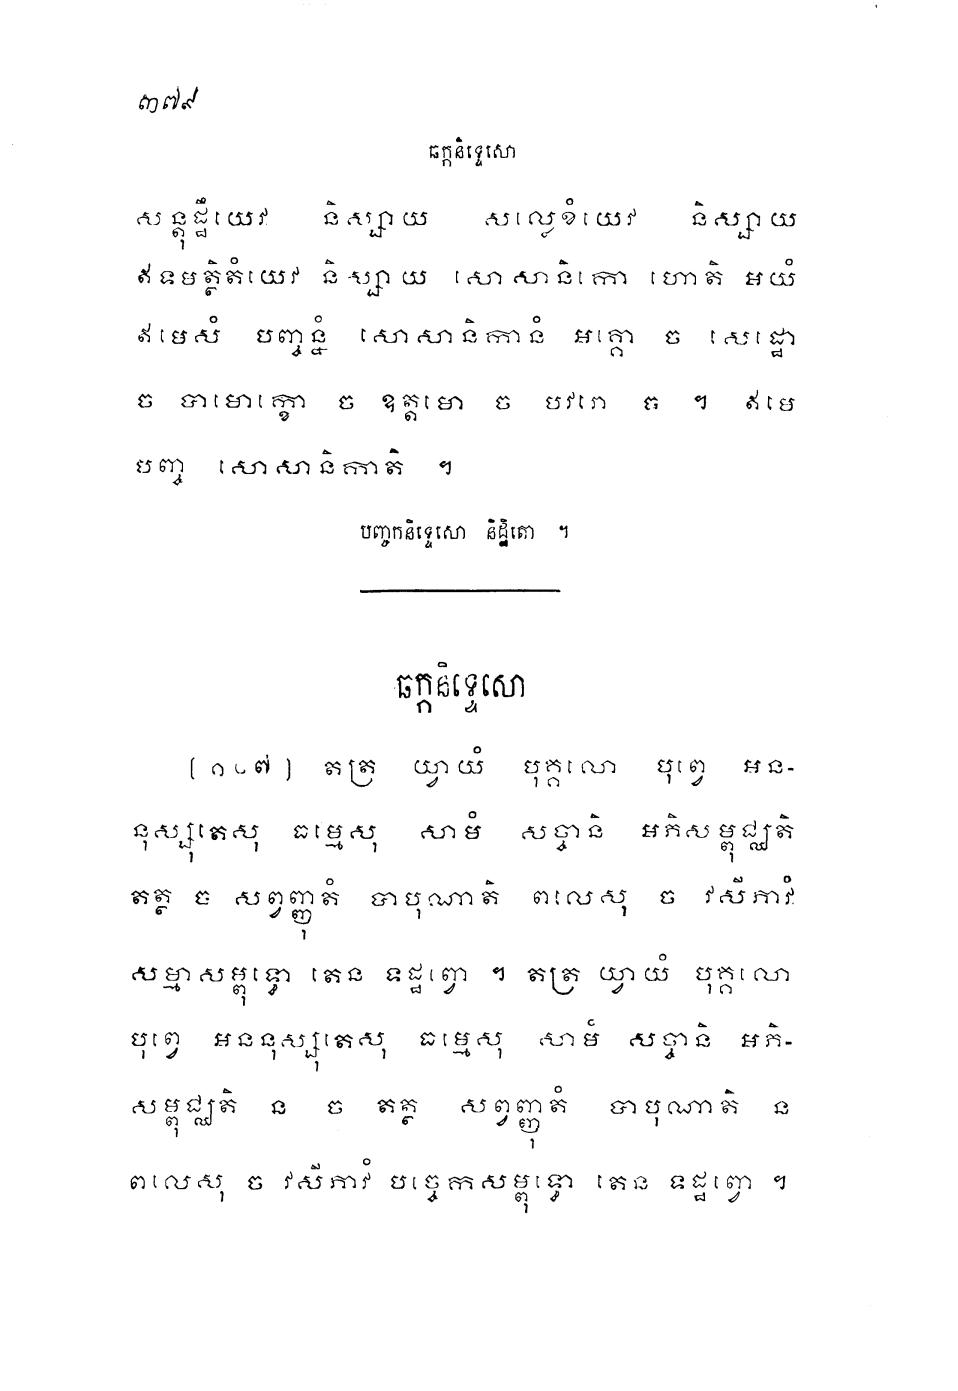 ៣៧៩
ឆក្កនិទ្ទេសោ
សន្តុដ្ឋឹយេវ និស្សាយ សល្លេខំយេវ និស្សាយ
ឥទមត្ថិតំយេវ និស្សាយ សោសានិកោ ហោតិ អយំ
ឥមេសំ បញ្ចន្នំ សោសានិកានំ អគ្គោ ច សេដ្ឋោ
ច បាមោក្ខោ ច ឧត្តមោ ច បវរោ ច ។ ឥមេ
បញ្ច សោសានិកាតិ ។
បញ្ចកនិទ្ទេសោ និដ្ឋិតោ ។
ឆក្កនិទ្ទេសោ
(១៤៧) តត្រ យ្វាយំ បុគ្គលោ បុព្វេ អន-
នុស្សុតេសុ ធម្មេសុ សាមំ សច្ចានិ អភិសម្ពុជ្ឈតិ
តត្ថ ច សព្វញ្ញុតំ បាបុណាតិ ពលេសុ ច វសីភាវំ
សម្មាសម្ពុទ្ធោ តេន ទដ្ឋព្វោ ។ តត្រ យ្វាយំ បុគ្គលោ
បុព្វេ អននុស្សុតេសុ ធម្មេសុ សាមំ សច្ចានិ អភិ-
សម្ពុជ្ឈតិ ន ច តត្ថ សព្វញ្ញុតំ បាបុណាតិ ន
ពលេសុ ច វសីភាវំ បច្ចេកសម្ពុទ្ធោ តេន ទដ្ឋព្វោ ។